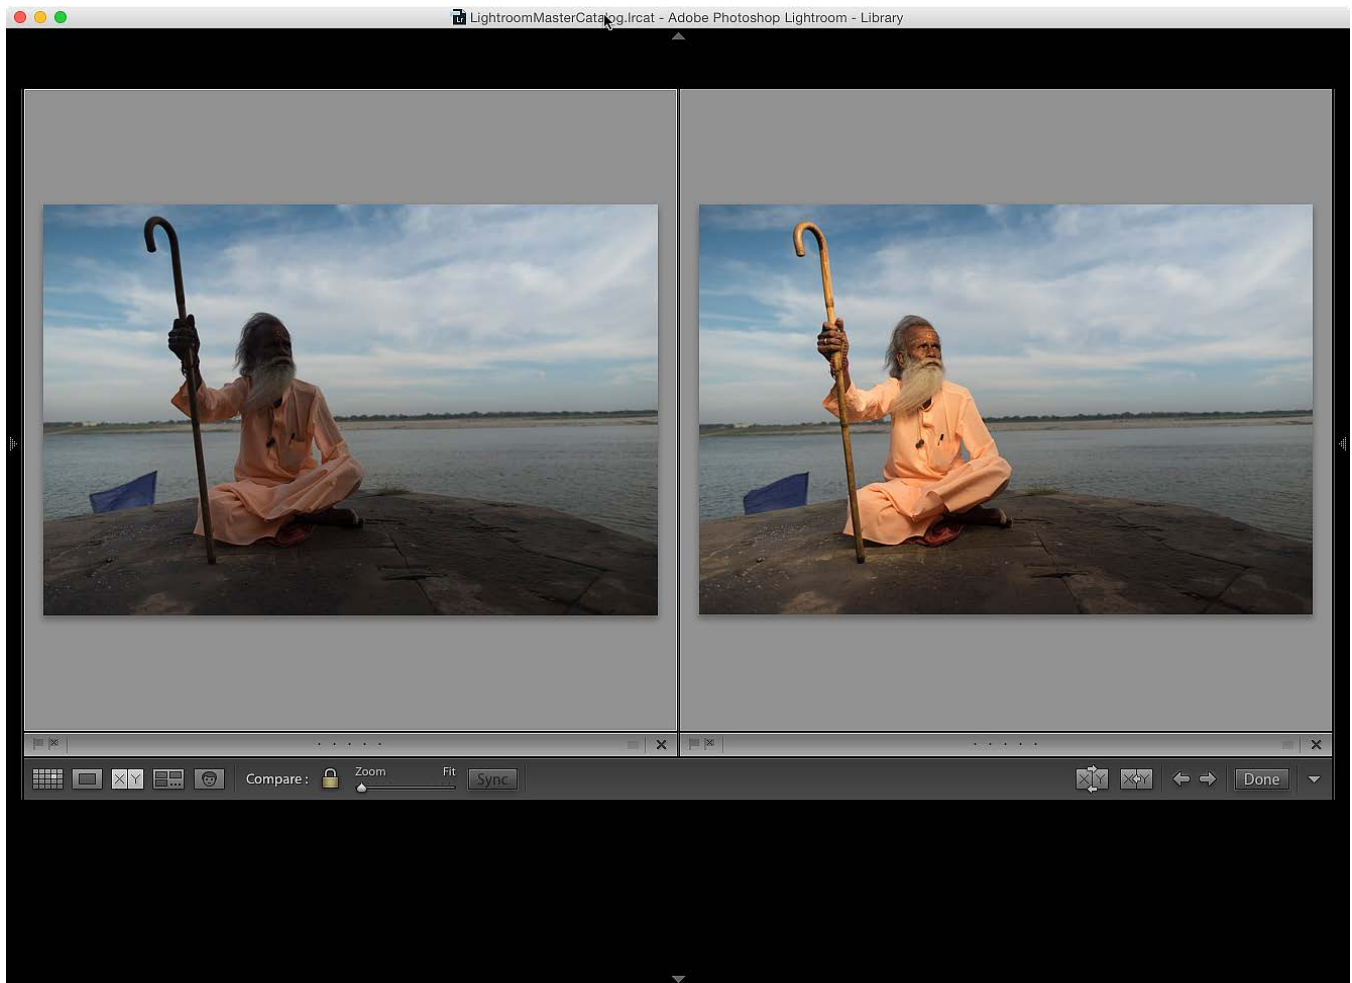 LightroomMasterCatalog.lrcat - Adobe Photoshop Lightroom - Library
Compare :
Zoom
Fit
Sync
Done